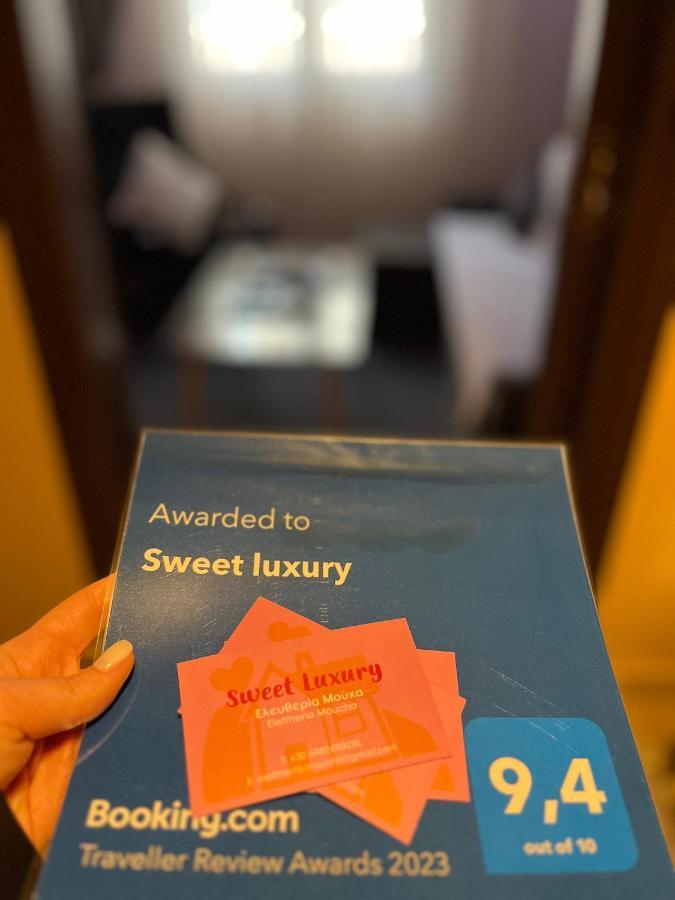 Awarded to
Sweet luxury
Sweet Luxury
Ελευθερία Μούχα
Eleftheria Moucha
Booking.com
Traveller Review Awards 2023
9,4
out of 10